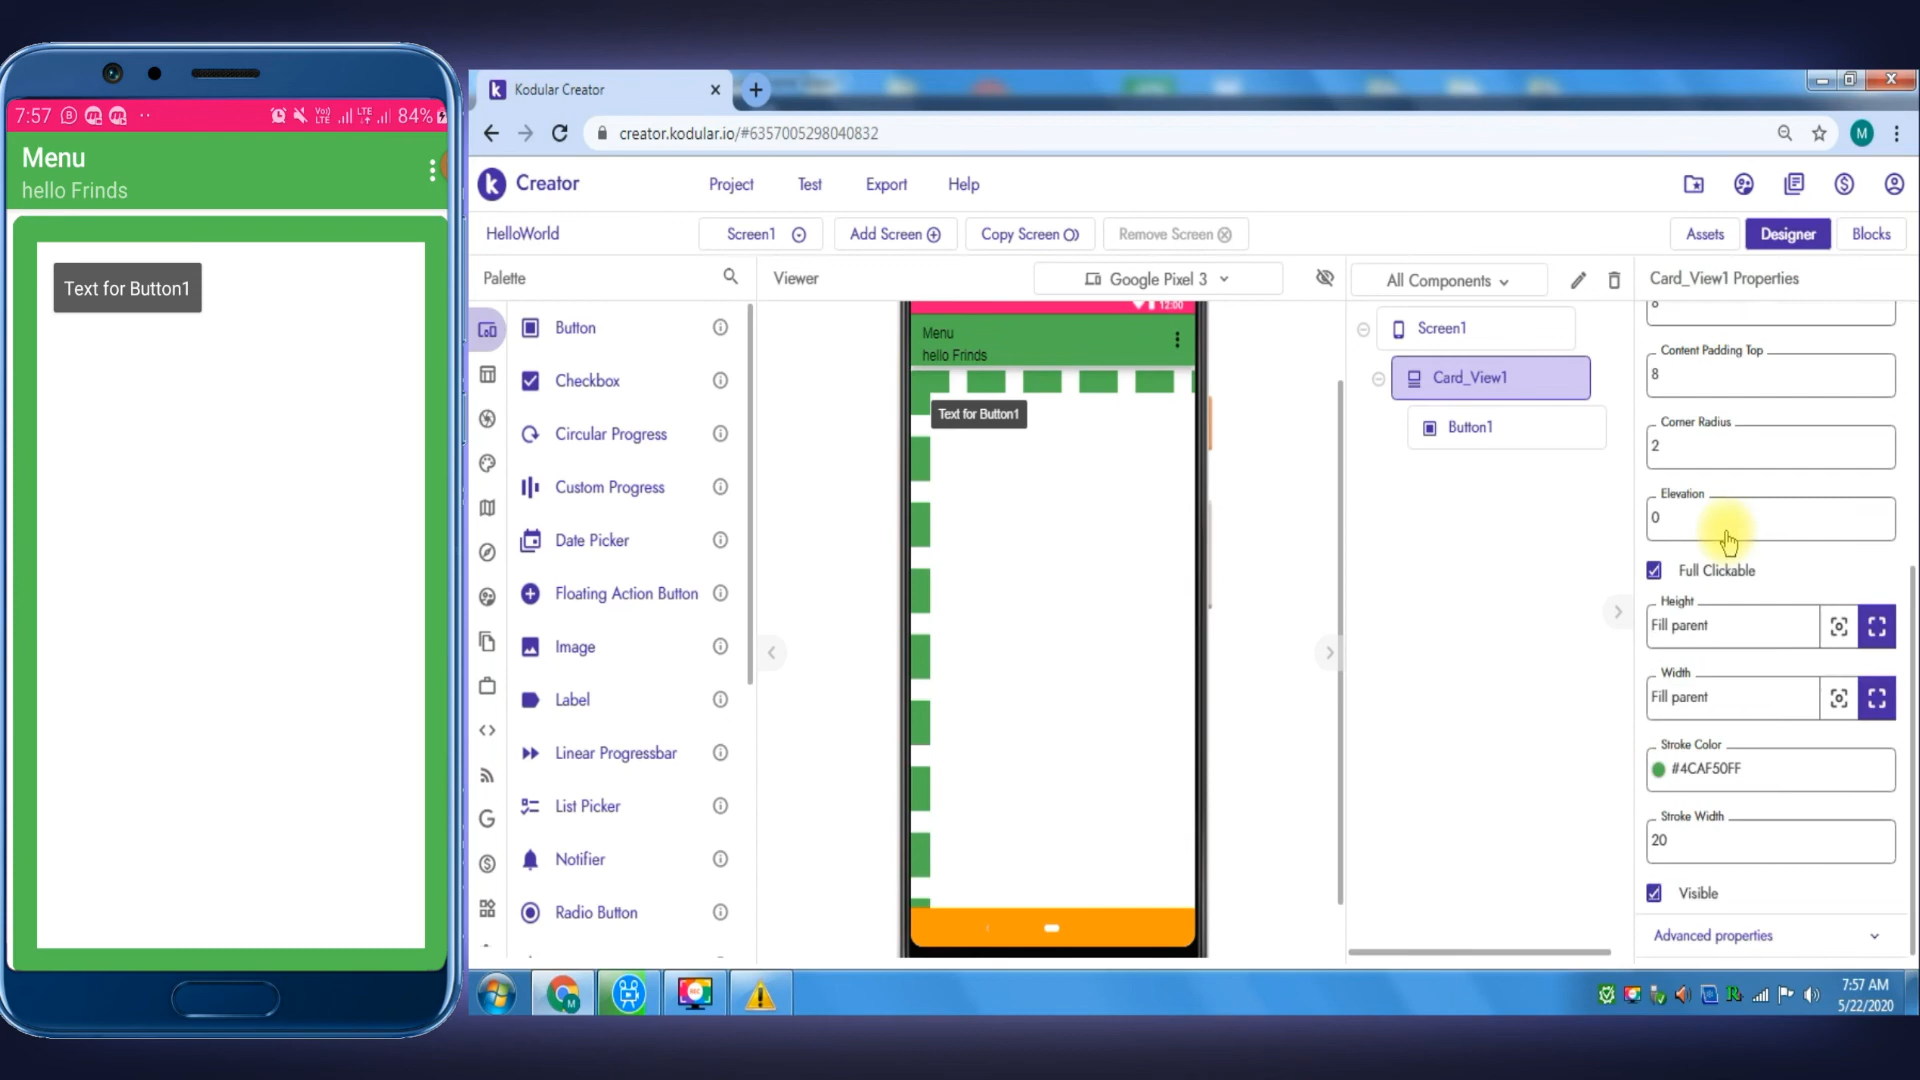 7:57
84%
Menu
hello Frinds
Text for Button1
Kodular Creator
creator.kodular.io/#6357005298040832
M
Creator
Project
Test
Export
Help
HelloWorld
Screen1
Add Screen
Copy Screen
Remove Screen
Assets
Designer
Blocks
Palette
Viewer
Google Pixel 3
All Components
Card_View1 Properties
Button
Checkbox
Circular Progress
Custom Progress
Date Picker
Floating Action Button
Image
Label
Linear Progressbar
List Picker
Notifier
Radio Button
12:00
Menu
hello Frinds
Text for Button1
Screen1
Card_View1
Button1
8
Content Padding Top
8
Corner Radius
2
Elevation
0
Full Clickable
Height
Fill parent
Width
Fill parent
Stroke Color
#4CAF50FF
Stroke Width
20
Visible
Advanced properties
7:57 AM
5/22/2020